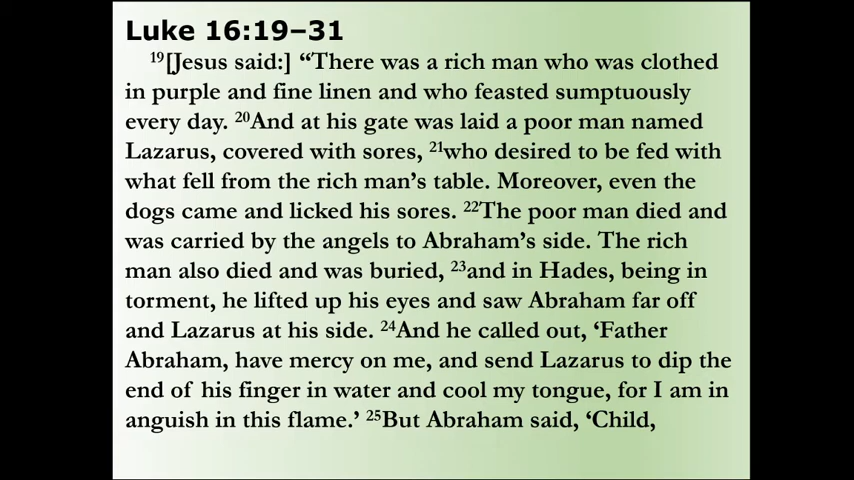 Luke 16:19–31
¹⁹[Jesus said:] “There was a rich man who was clothed
in purple and fine linen and who feasted sumptuously
every day. ²⁰And at his gate was laid a poor man named
Lazarus, covered with sores, ²¹who desired to be fed with
what fell from the rich man’s table. Moreover, even the
dogs came and licked his sores. ²²The poor man died and
was carried by the angels to Abraham’s side. The rich
man also died and was buried, ²³and in Hades, being in
torment, he lifted up his eyes and saw Abraham far off
and Lazarus at his side. ²⁴And he called out, ‘Father
Abraham, have mercy on me, and send Lazarus to dip the
end of his finger in water and cool my tongue, for I am in
anguish in this flame.’ ²⁵But Abraham said, ‘Child,